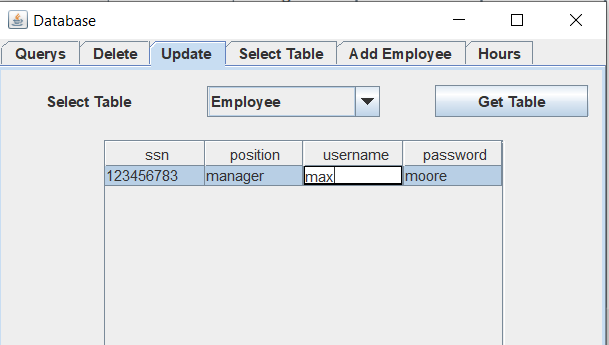 Database
Querys Delete Update Select Table Add Employee Hours
Select Table Employee Get Table
ssn position username password
123456783 manager max moore